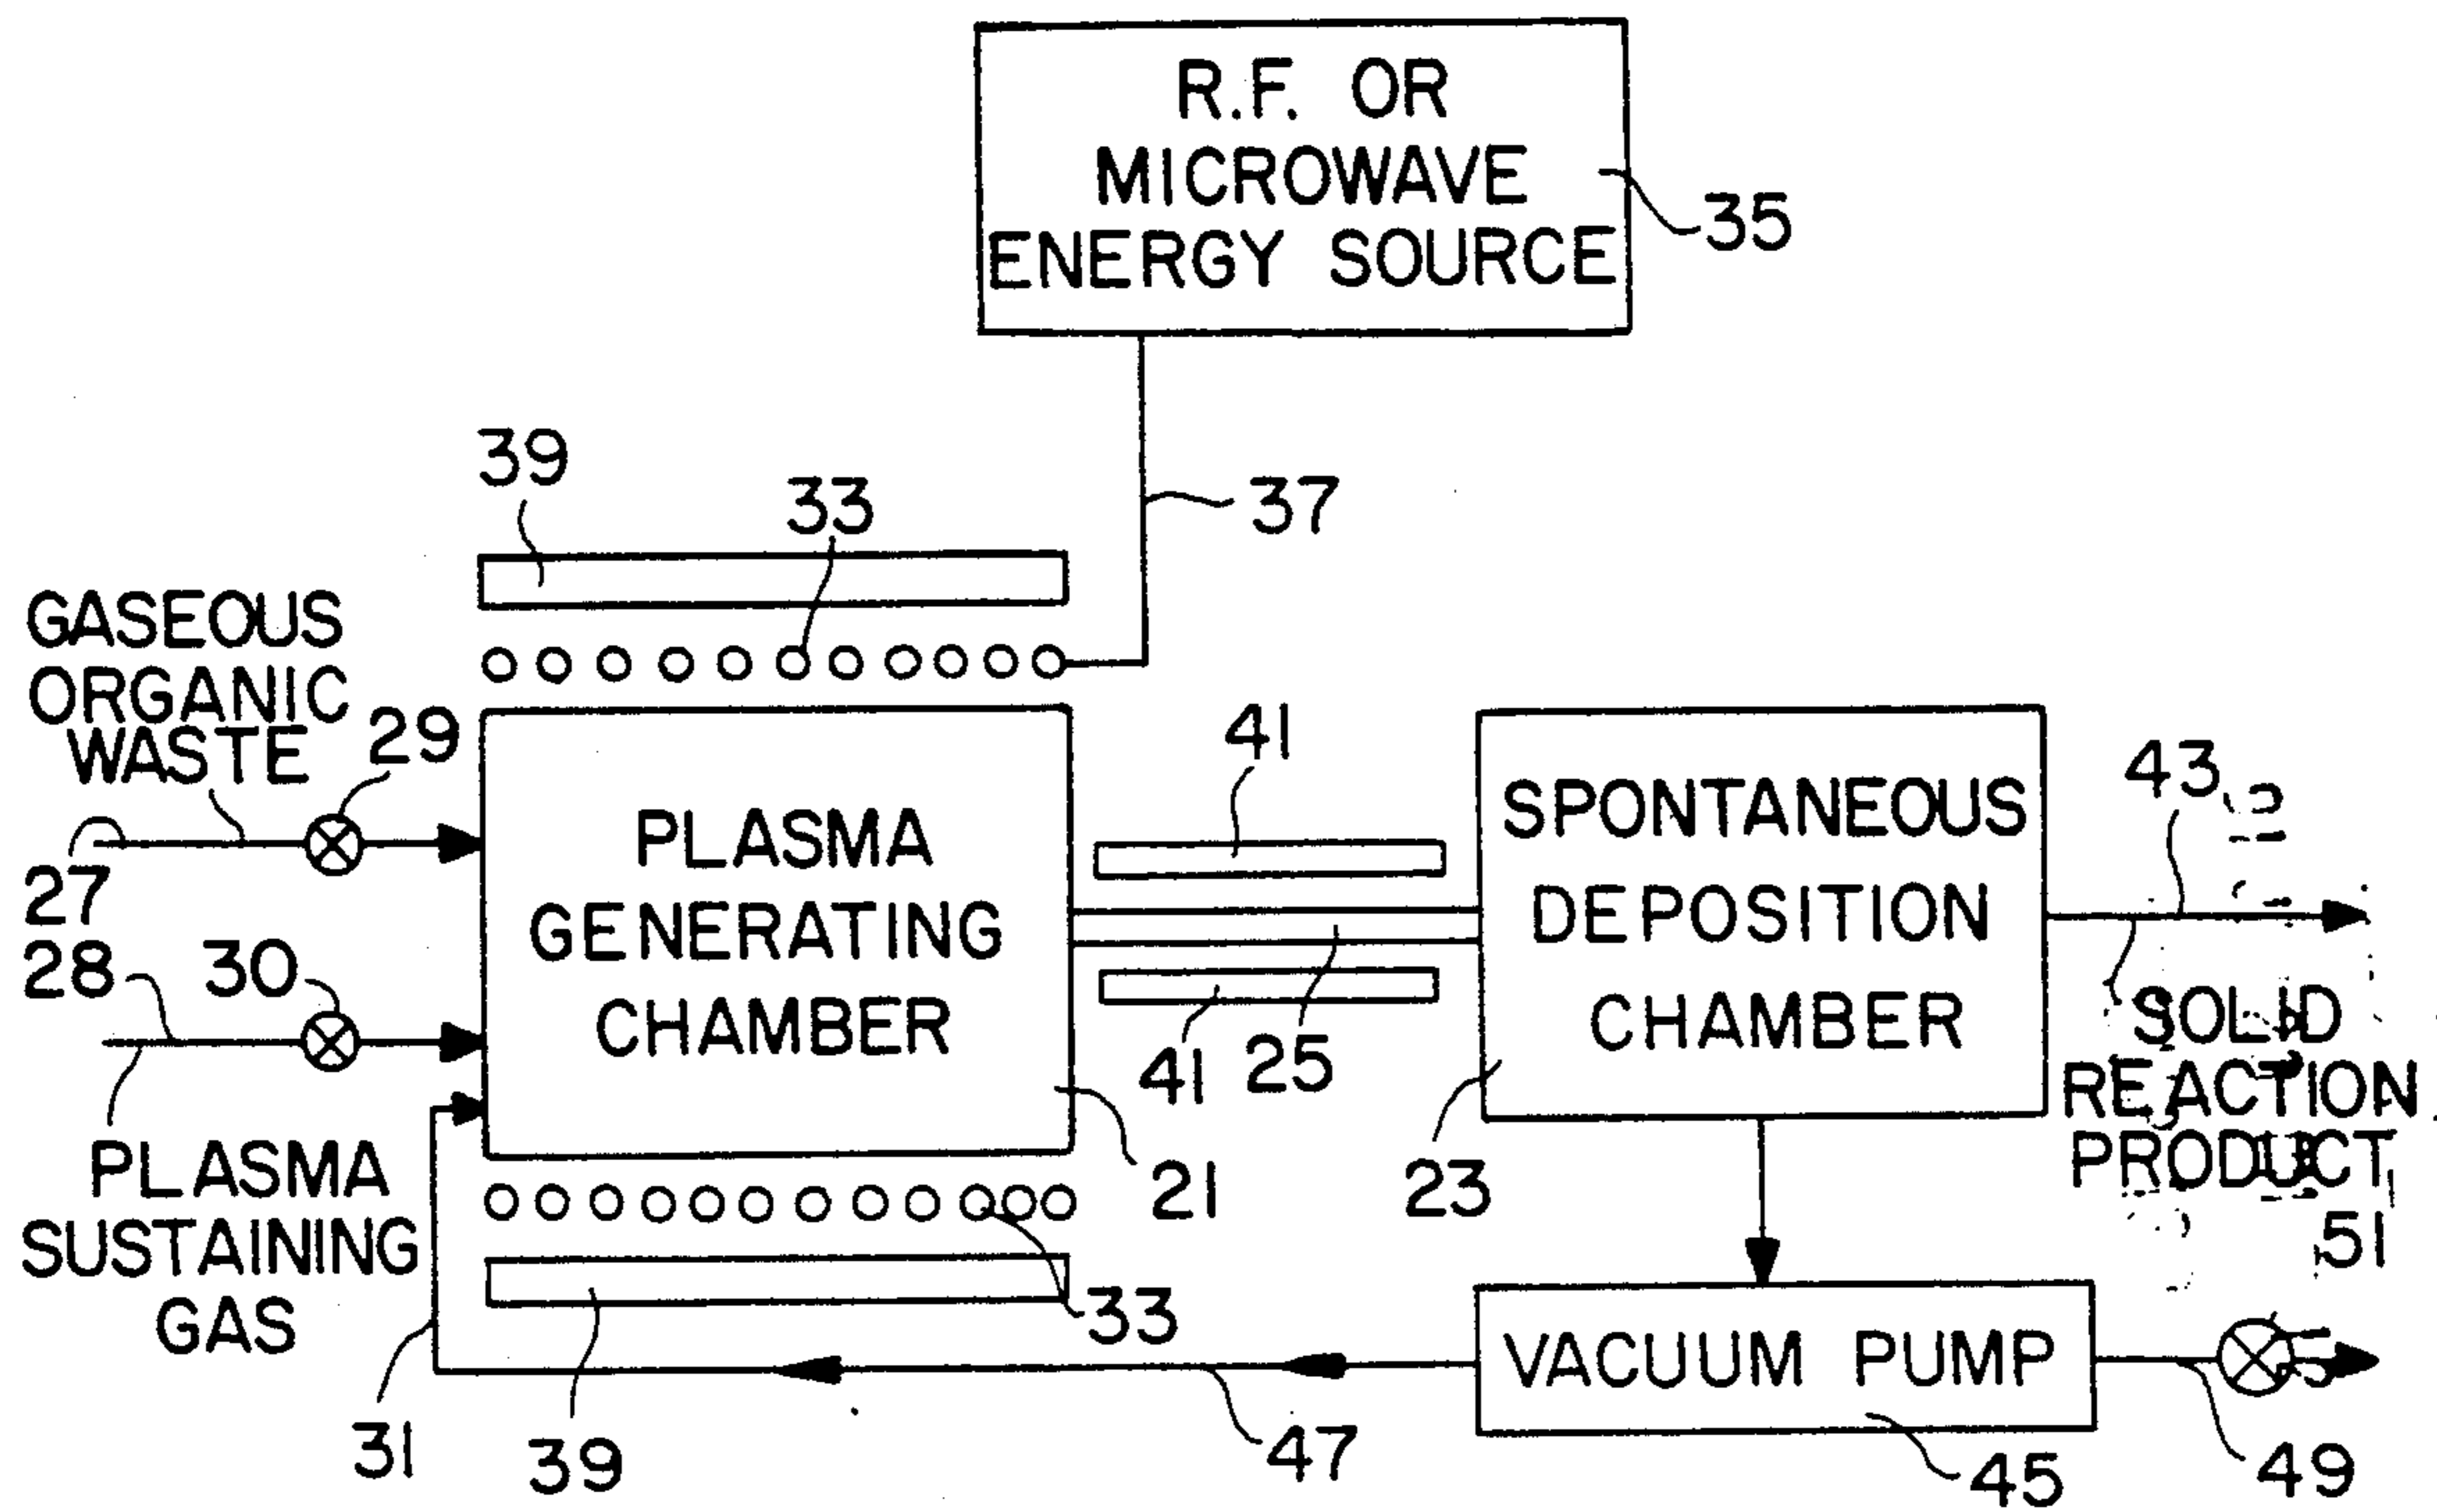 R.F. OR
MICROWAVE
ENERGY SOURCE
35
39
33
37
GASEOUS
ORGANIC
WASTE
29
27
28
30
PLASMA
GENERATING
CHAMBER
41
41
25
SPONTANEOUS
DEPOSITION
CHAMBER
43
SOLID
REACTION
PRODUCT
21
23
PLASMA
SUSTAINING
GAS
33
51
31
39
47
VACUUM PUMP
45
49